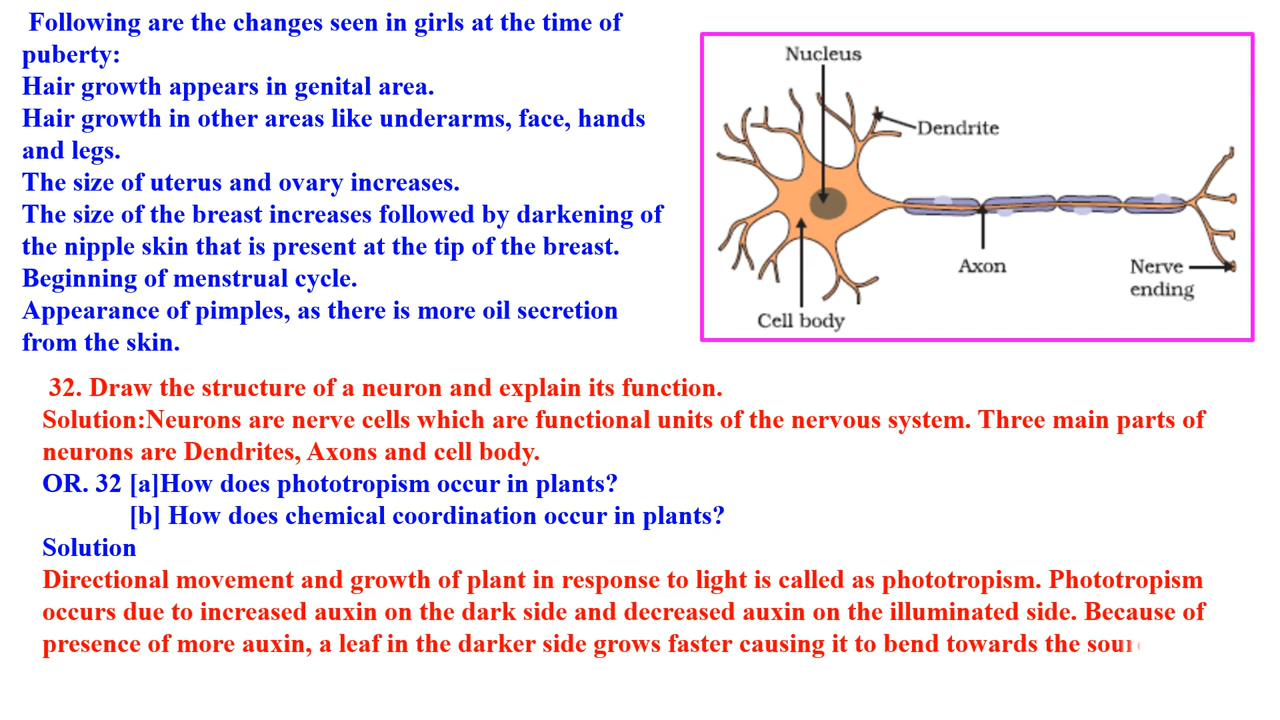 Following are the changes seen in girls at the time of
puberty:
Hair growth appears in genital area.
Hair growth in other areas like underarms, face, hands
and legs.
The size of uterus and ovary increases.
The size of the breast increases followed by darkening of
the nipple skin that is present at the tip of the breast.
Beginning of menstrual cycle.
Appearance of pimples, as there is more oil secretion
from the skin.
Nucleus
Dendrite
Axon
Nerve
ending
Cell body
32. Draw the structure of a neuron and explain its function.
Solution:Neurons are nerve cells which are functional units of the nervous system. Three main parts of
neurons are Dendrites, Axons and cell body.
OR. 32 [a]How does phototropism occur in plants?
[b] How does chemical coordination occur in plants?
Solution
Directional movement and growth of plant in response to light is called as phototropism. Phototropism
occurs due to increased auxin on the dark side and decreased auxin on the illuminated side. Because of
presence of more auxin, a leaf in the darker side grows faster causing it to bend towards the